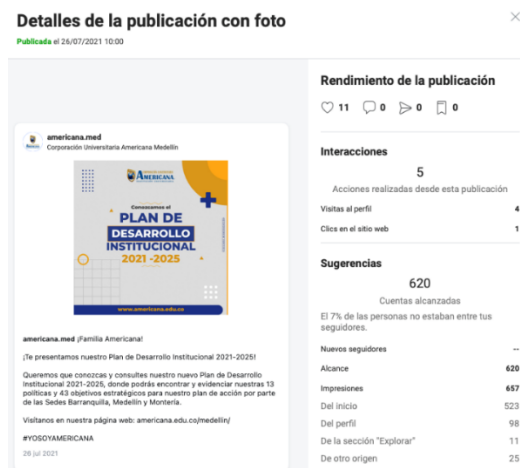 Detalles de la publicación con foto
Publicada el 26/07/2021 10:00
americana.med
Corporación Universitaria Americana Medellín
AMERICANA
Conozcamos el
PLAN DE
DESARROLLO
INSTITUCIONAL
2021 -2025
www.americana.edu.co
americana.med ¡Familia Americana!
¡Te presentamos nuestro Plan de Desarrollo Institucional 2021-2025!
Queremos que conozcas y consultes nuestro nuevo Plan de Desarrollo
Institucional 2021-2025, donde podrás encontrar y evidenciar nuestras 13
políticas y 43 objetivos estratégicos para nuestro plan de acción por parte
de las Sedes Barranquilla, Medellín y Montería.
Visítanos en nuestra página web: americana.edu.co/medellin/
#YOSOYAMERICANA
28 jul 2021
Rendimiento de la publicación
11 0 0 0
Interacciones
5
Acciones realizadas desde esta publicación
Visitas al perfil 4
Clics en el sitio web 1
Sugerencias
620
Cuentas alcanzadas
El 7% de las personas no estaban entre tus
seguidores.
Nuevos seguidores --
Alcance 620
Impresiones 657
Del inicio 523
Del perfil 98
De la sección "Explorar" 11
De otro origen 25